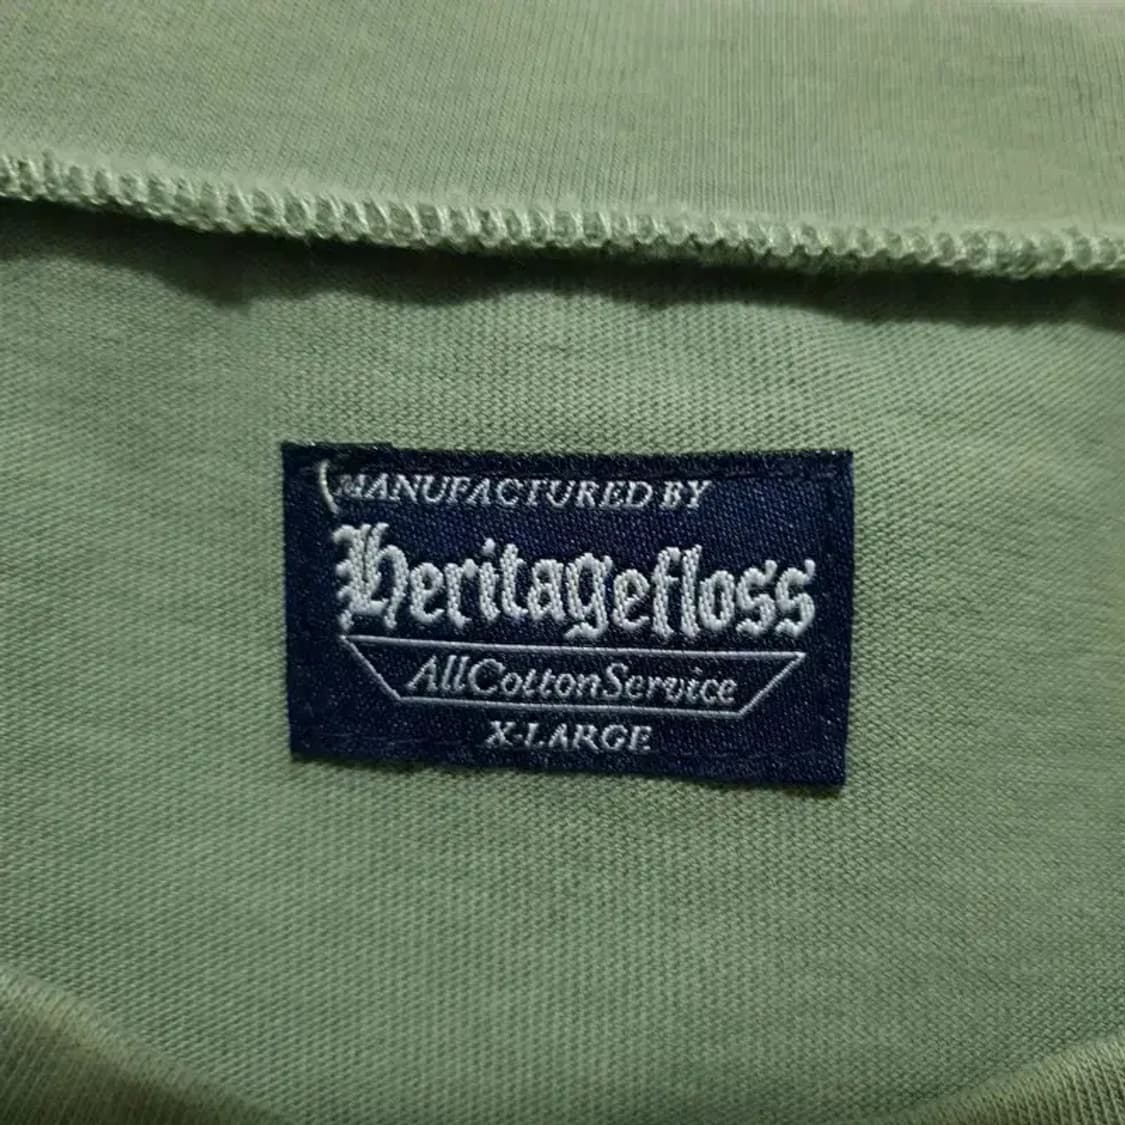 MANUFACTURED BY
Heritagefloss
AllCottonService
X-LARGE